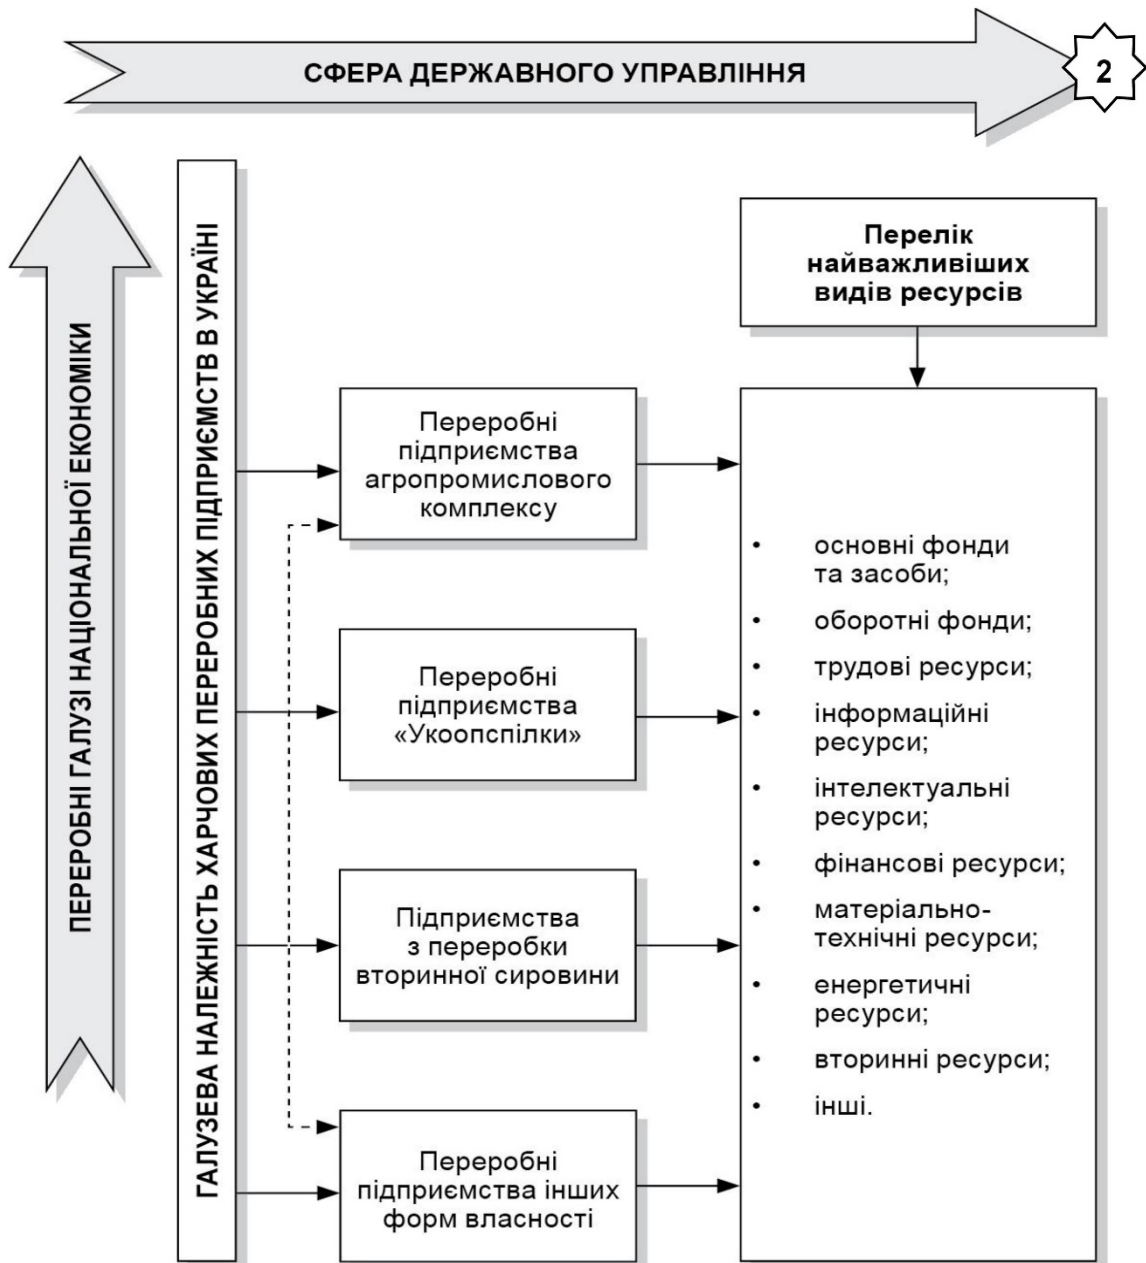 СФЕРА ДЕРЖАВНОГО УПРАВЛІННЯ
2
ПЕРЕРОБНІ ГАЛУЗІ НАЦІОНАЛЬНОЇ ЕКОНОМІКИ
ГАЛУЗЕВА НАЛЕЖНІСТЬ ХАРЧОВИХ ПЕРЕРОБНИХ ПІДПРИЄМСТВ В УКРАЇНІ
Переробні
підприємства
агропромислового
комплексу
Переробні
підприємства
«Укоопспілки»
Підприємства
з переробки
вторинної сировини
Переробні
підприємства інших
форм власності
Перелік
найважливіших
видів ресурсів
• основні фонди
та засоби;
• оборотні фонди;
• трудові ресурси;
• інформаційні
ресурси;
• інтелектуальні
ресурси;
• фінансові ресурси;
• матеріально-
технічні ресурси;
• енергетичні
ресурси;
• вторинні ресурси;
• інші.